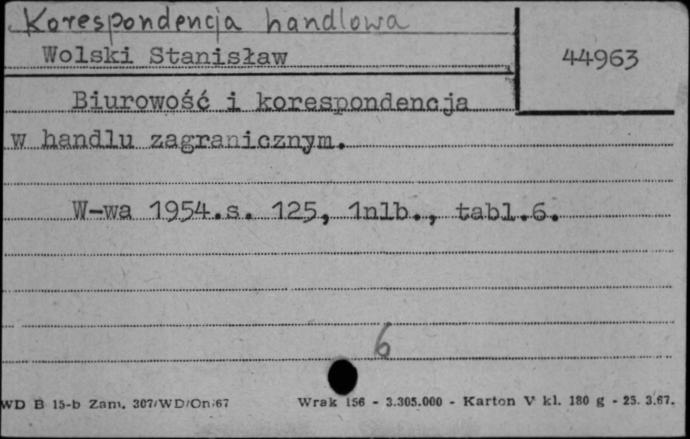 Korespondencja handlowa
Wolski Stanisław
44963
Biurowość i korespondencja
w handlu zagranicznym.
W-wa 1954.s. 125, 1nlb., tabl.6.
6
WD B 15-b Zam. 307/WD/On/67 Wrak 156 - 3.305.000 - Karton V kl. 180 g - 25. 3.67.